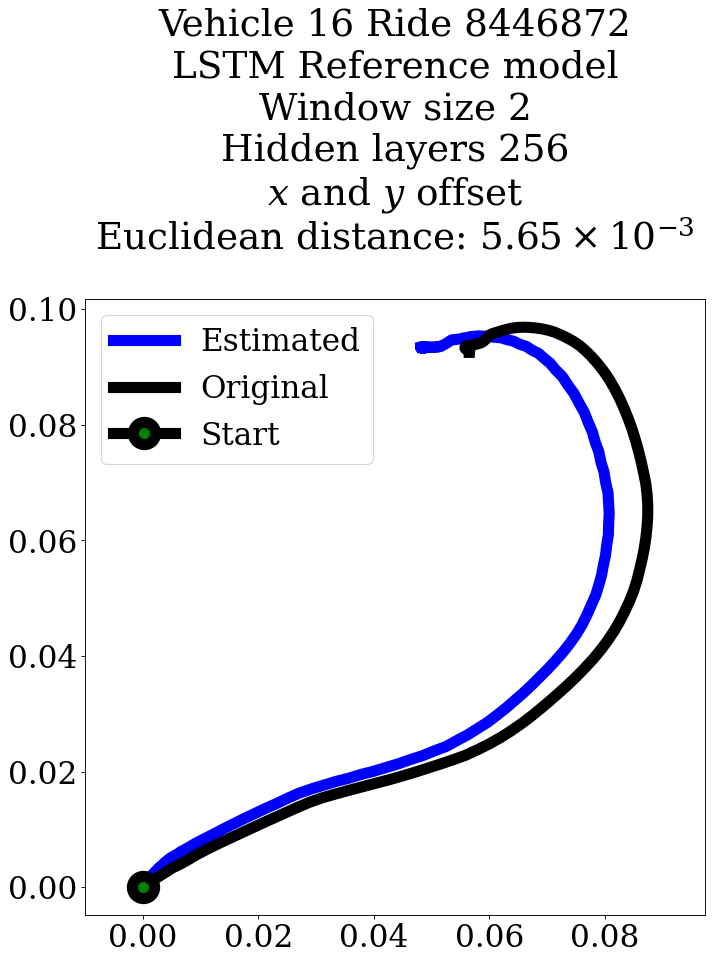 Vehicle 16 Ride 8446872
LSTM Reference model
Window size 2
Hidden layers 256
x and y offset
Euclidean distance: 5.65 × 10⁻³
Estimated
Original
Start
0.10
0.08
0.06
0.04
0.02
0.00
0.00 0.02 0.04 0.06 0.08